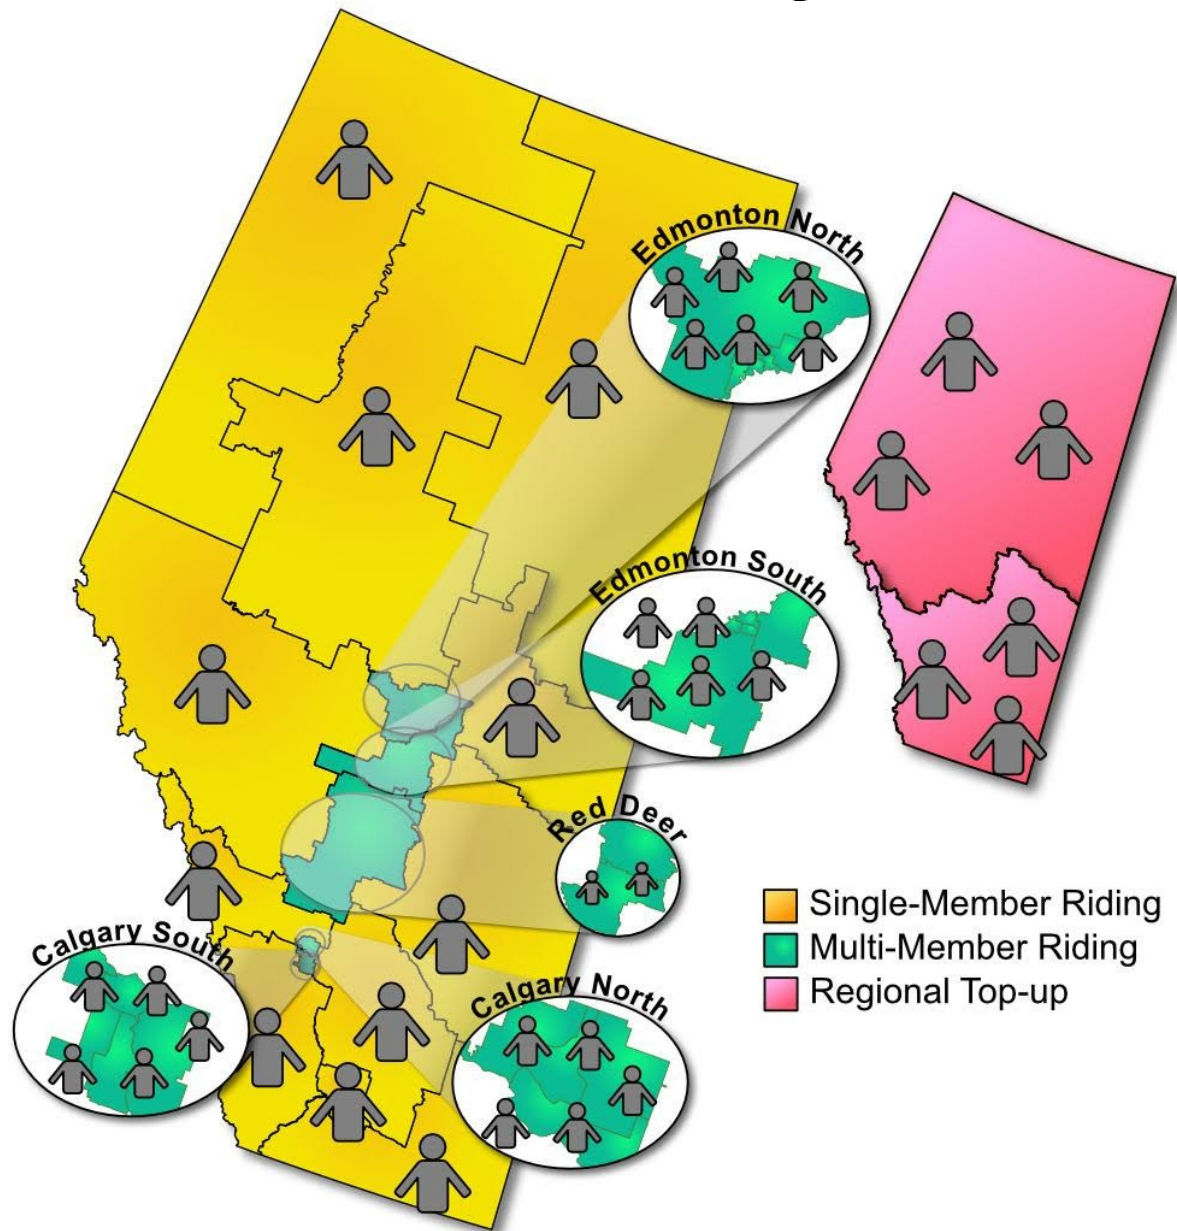 Edmonton North
Edmonton South
Red Deer
Calgary South
Calgary North
Single-Member Riding
Multi-Member Riding
Regional Top-up